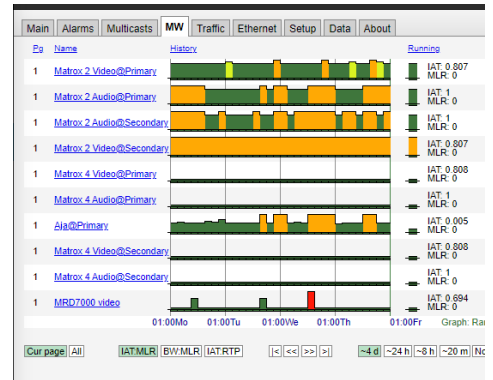 Main Alarms Multicasts MW Traffic Ethernet Setup Data About
Pg Name History Running
1 Matrox 2 Video@Primary IAT: 0.807
MLR: 0
1 Matrox 2 Audio@Primary IAT: 1
MLR: 0
1 Matrox 2 Audio@Secondary IAT: 1
MLR: 0
1 Matrox 2 Video@Secondary IAT: 0.807
MLR: 0
1 Matrox 4 Video@Primary IAT: 0.807
MLR: 0
1 Matrox 4 Audio@Primary IAT: 1
MLR: 0
1 Aja@Primary IAT: 0.005
MLR: 0
1 Matrox 4 Video@Secondary IAT: 0.808
MLR: 0
1 Matrox 4 Audio@Secondary IAT: 1
MLR: 0
1 MRD7000 video IAT: 0.694
MLR: 0
01:00Mo 01:00Tu 01:00We 01:00Th 01:00Fr Graph: Ra
Cur page All IAT:MLR BW:MLR IAT:RTP |< << >> >| ~4 d ~24 h ~8 h ~20 m No